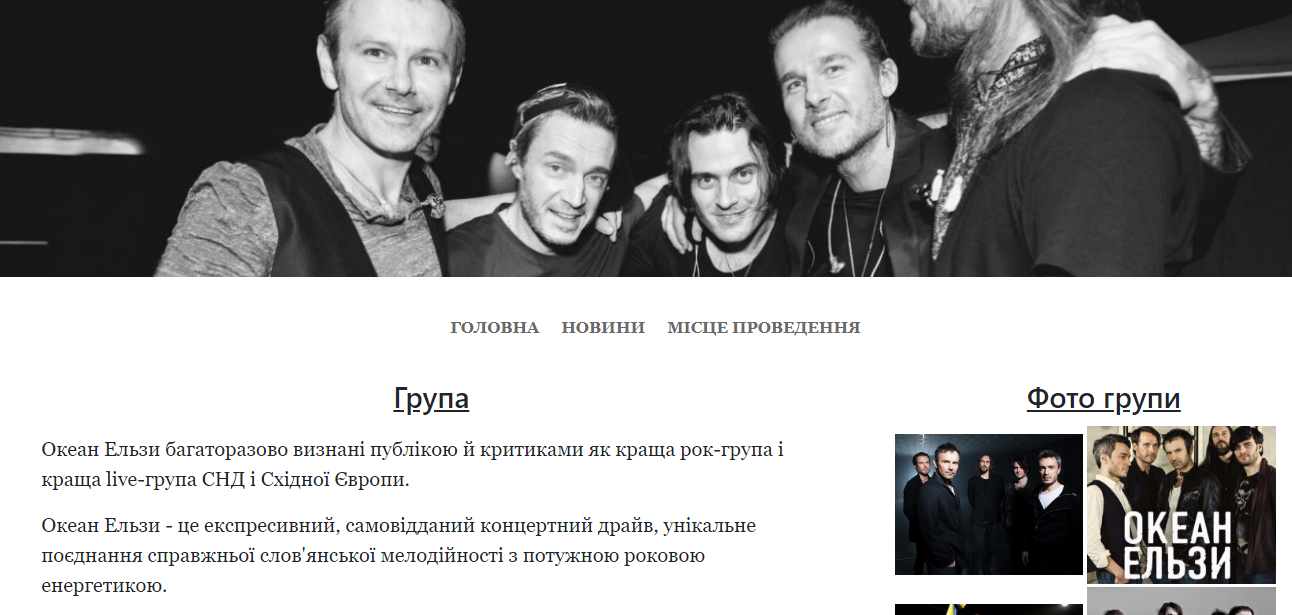 ГОЛОВНА НОВИНИ МІСЦЕ ПРОВЕДЕННЯ
Група
Океан Ельзи багаторазово визнані публікою й критиками як краща рок-група і
краща live-група СНД і Східної Європи.
Океан Ельзи - це експресивний, самовідданий концертний драйв, унікальне
поєднання справжньої слов'янської мелодійності з потужною роковою
енергетикою.
Фото групи
ОКЕАН
ЕЛЬЗИ